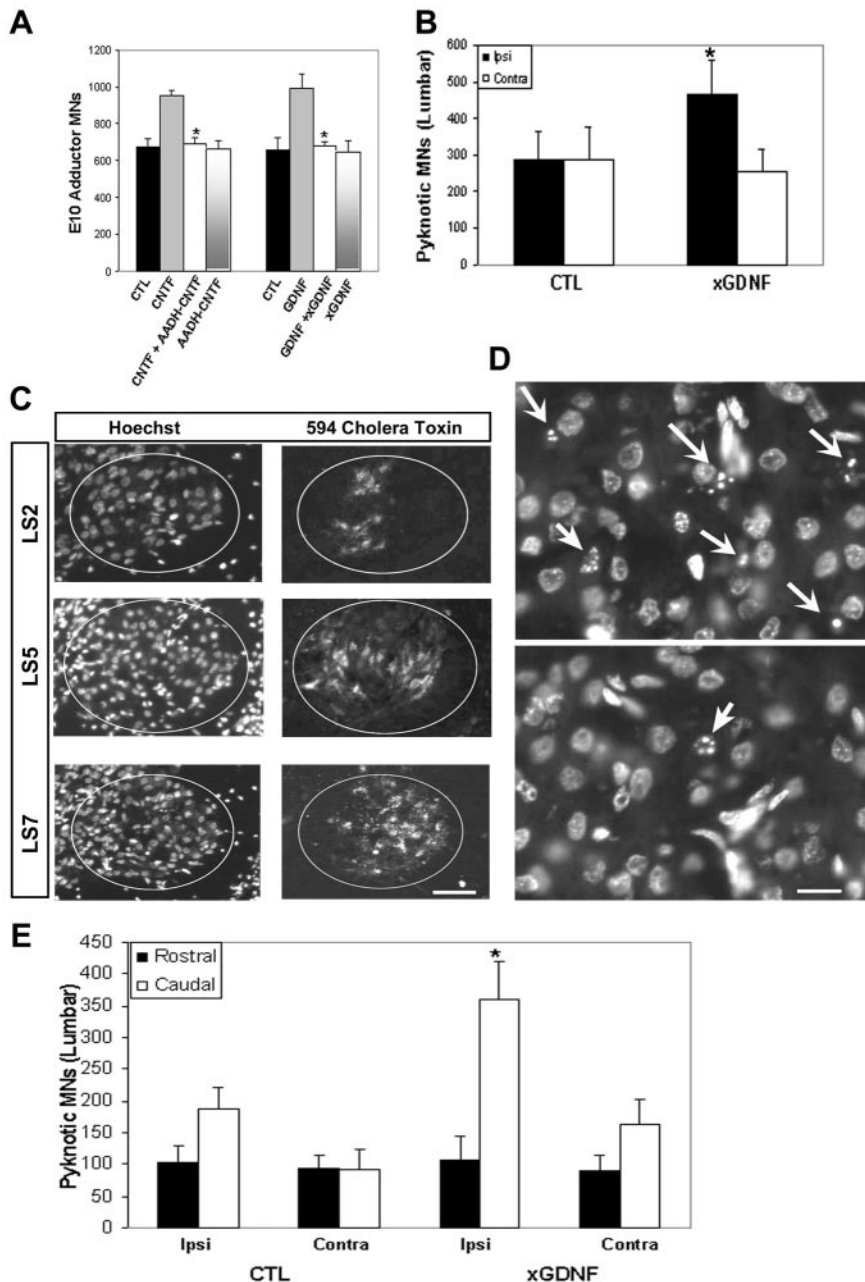 A
1200
1000
800
600
400
200
0
E10 Adductor MNs
*
*
CTL
CNTF
CNTF + AADH-CNTF
AADH-CNTF
CTL
GDNF
GDNF +xGDNF
xGDNF
B
600
500
400
300
200
100
0
Pyknotic MNs (Lumbar)
Ipsi
Contra
*
CTL
xGDNF
C
Hoechst
594 Cholera Toxin
LS2
LS5
LS7
D
E
450
400
350
300
250
200
150
100
50
0
Pyknotic MNs (Lumbar)
Rostral
Caudal
*
Ipsi
Contra
Ipsi
Contra
CTL
xGDNF